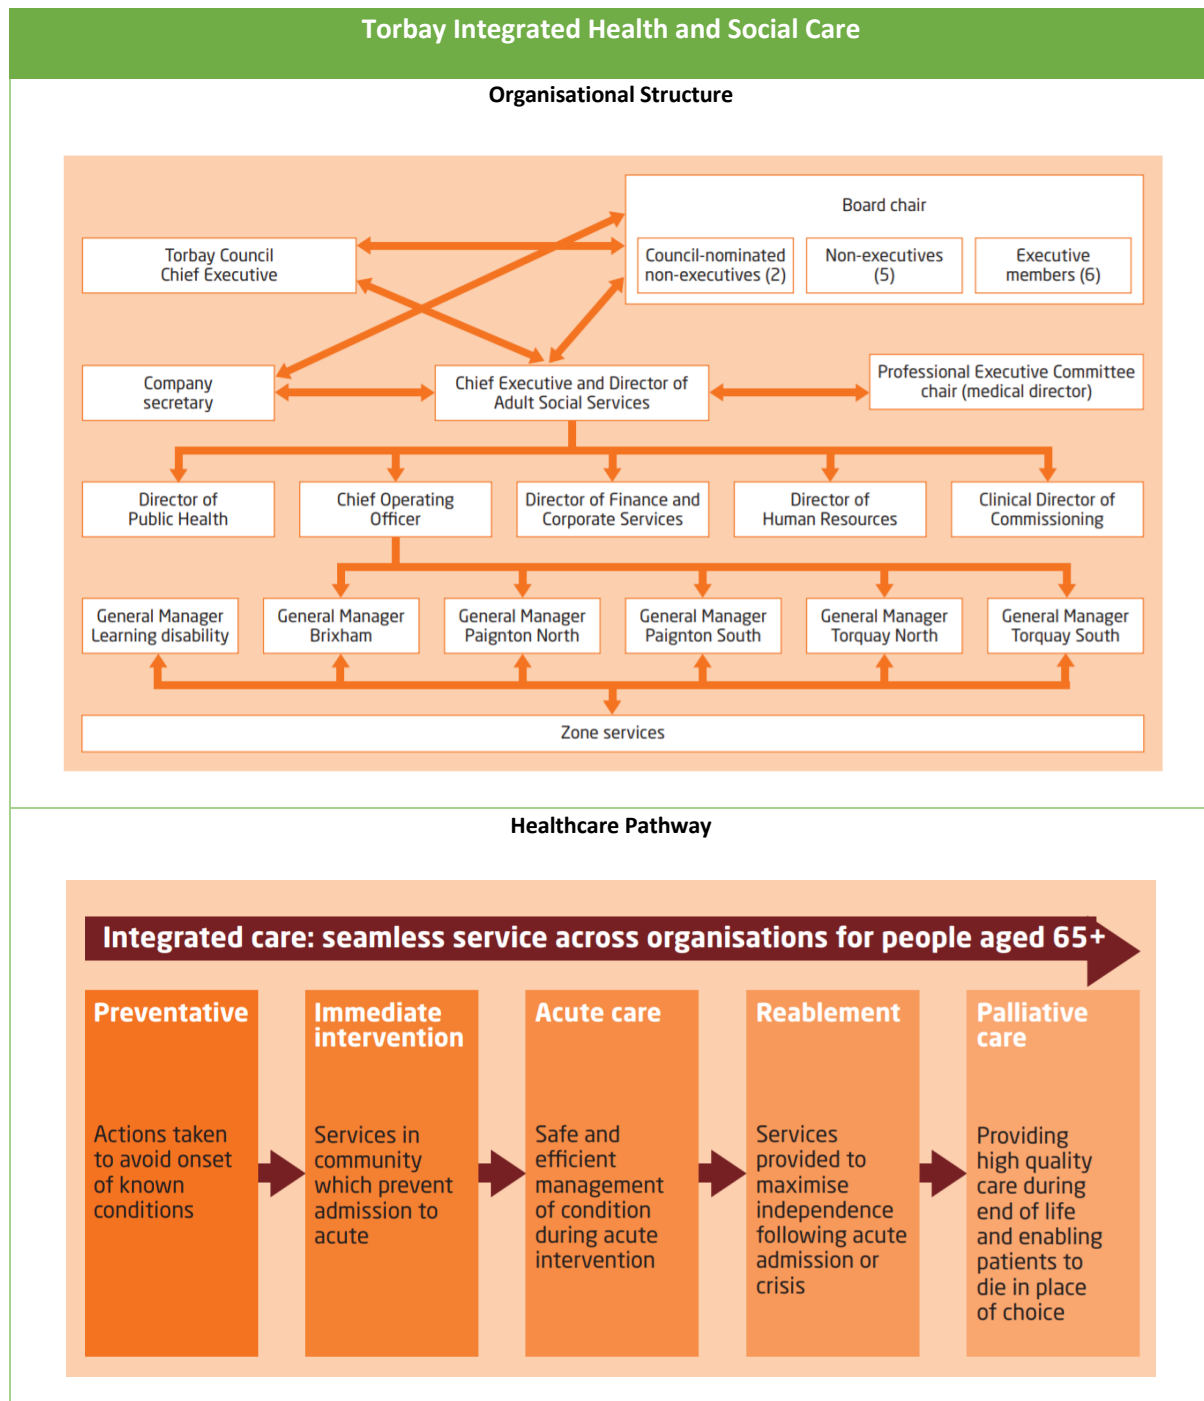 Torbay Integrated Health and Social Care
Organisational Structure
Board chair
Torbay Council
Chief Executive
Council-nominated
non-executives (2)
Non-executives
(5)
Executive
members (6)
Company
secretary
Chief Executive and Director of
Adult Social Services
Professional Executive Committee
chair (medical director)
Director of
Public Health
Chief Operating
Officer
Director of Finance and
Corporate Services
Director of
Human Resources
Clinical Director of
Commissioning
General Manager
Learning disability
General Manager
Brixham
General Manager
Paignton North
General Manager
Paignton South
General Manager
Torquay North
General Manager
Torquay South
Zone services
Healthcare Pathway
Integrated care: seamless service across organisations for people aged 65+
Preventative
Actions taken
to avoid onset
of known
conditions
Immediate
intervention
Services in
community
which prevent
admission to
acute
Acute care
Safe and
efficient
management
of condition
during acute
intervention
Reablement
Services
provided to
maximise
independence
following acute
admission or
crisis
Palliative
care
Providing
high quality
care during
end of life
and enabling
patients to
die in place
of choice